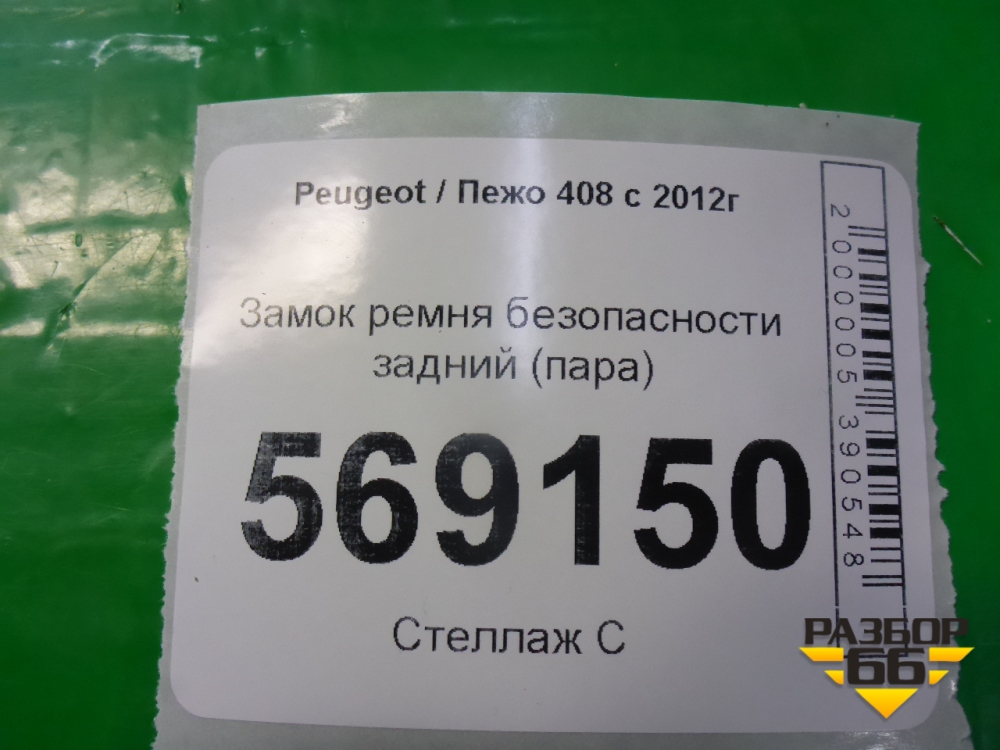 Peugeot / Пежо 408 с 2012г
Замок ремня безопасности
задний (пара)
569150
Стеллаж С
2000005390548
РАЗБОР
66